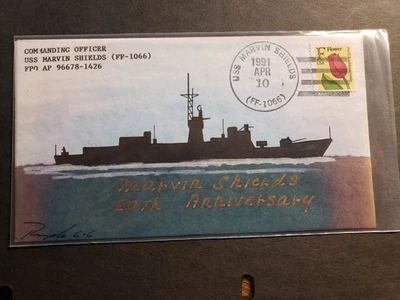 COMMANDING OFFICER
USS MARVIN SHIELDS (FF-1066)
FPO AP 96678-1426
USS MARVIN SHIELDS
1991
APR
10
(FF-1066)
F Flower
Marvin Shields
20th Anniversary